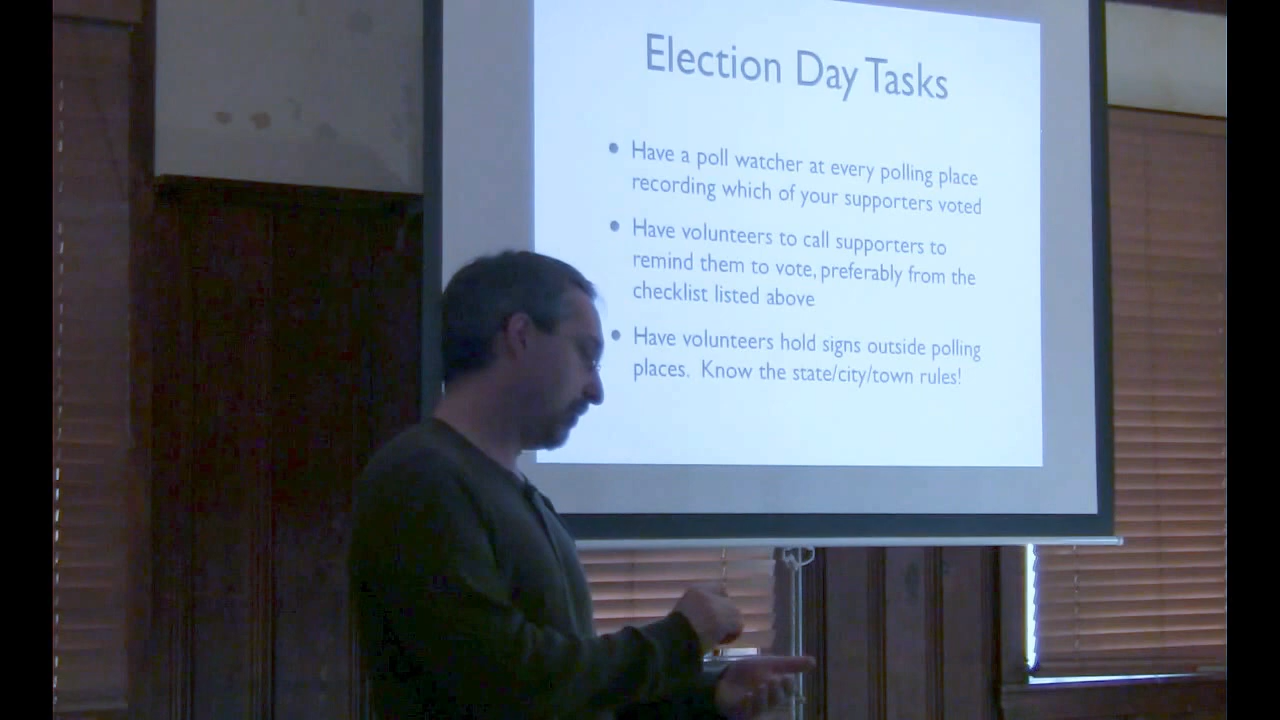 Election Day Tasks
• Have a poll watcher at every polling place
recording which of your supporters voted
• Have volunteers to call supporters to
remind them to vote, preferably from the
checklist listed above
• Have volunteers hold signs outside polling
places. Know the state/city/town rules!